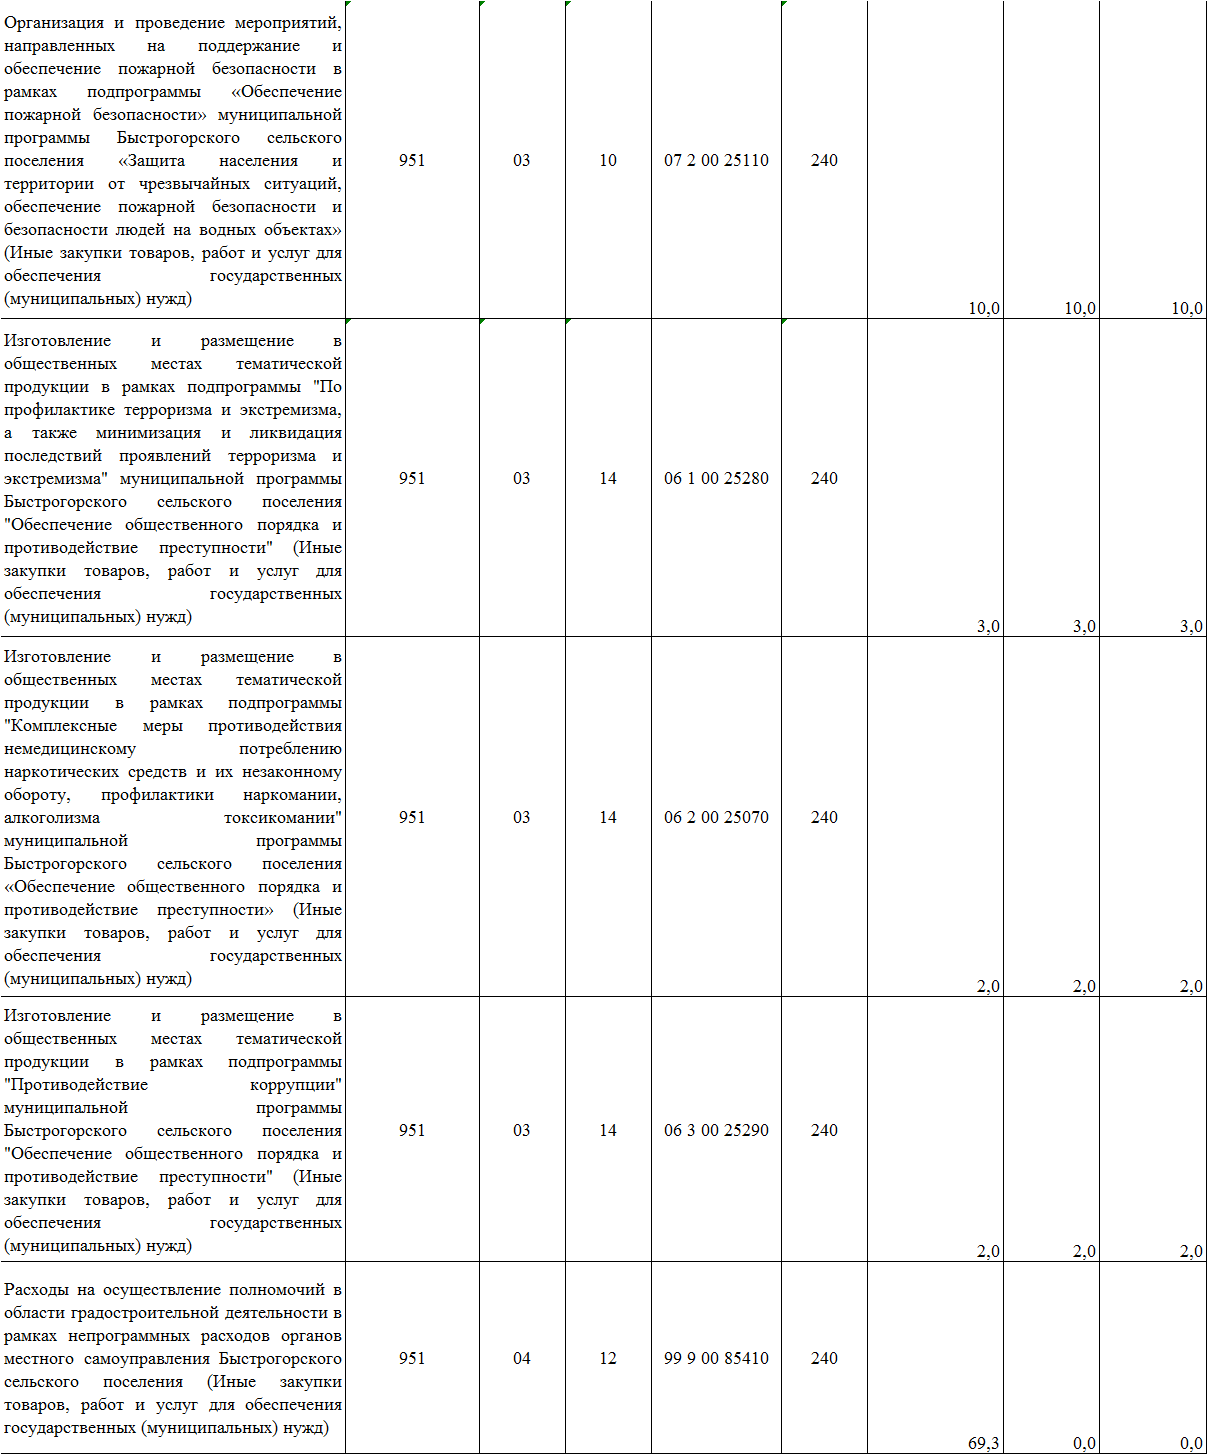 Организация и проведение мероприятий,
направленных на поддержание и
обеспечение пожарной безопасности в
рамках подпрограммы «Обеспечение
пожарной безопасности» муниципальной
программы Быстрогорского сельского
поселения «Защита населения и
территории от чрезвычайных ситуаций,
обеспечение пожарной безопасности и
безопасности людей на водных объектах»
(Иные закупки товаров, работ и услуг для
обеспечения государственных
(муниципальных) нужд)
951 03 10 07 2 00 25110 240 10,0 10,0 10,0
Изготовление и размещение в
общественных местах тематической
продукции в рамках подпрограммы "По
профилактике терроризма и экстремизма,
а также минимизация и ликвидация
последствий проявлений терроризма и
экстремизма" муниципальной программы
Быстрогорского сельского поселения
"Обеспечение общественного порядка и
противодействие преступности" (Иные
закупки товаров, работ и услуг для
обеспечения государственных
(муниципальных) нужд)
951 03 14 06 1 00 25280 240 3,0 3,0 3,0
Изготовление и размещение в
общественных местах тематической
продукции в рамках подпрограммы
"Комплексные меры противодействия
немедицинскому потреблению
наркотических средств и их незаконному
обороту, профилактики наркомании,
алкоголизма токсикомании"
муниципальной программы
Быстрогорского сельского поселения
«Обеспечение общественного порядка и
противодействие преступности» (Иные
закупки товаров, работ и услуг для
обеспечения государственных
(муниципальных) нужд)
951 03 14 06 2 00 25070 240 2,0 2,0 2,0
Изготовление и размещение в
общественных местах тематической
продукции в рамках подпрограммы
"Противодействие коррупции"
муниципальной программы
Быстрогорского сельского поселения
"Обеспечение общественного порядка и
противодействие преступности" (Иные
закупки товаров, работ и услуг для
обеспечения государственных
(муниципальных) нужд)
951 03 14 06 3 00 25290 240 2,0 2,0 2,0
Расходы на осуществление полномочий в
области градостроительной деятельности в
рамках непрограммных расходов органов
местного самоуправления Быстрогорского
сельского поселения (Иные закупки
товаров, работ и услуг для обеспечения
государственных (муниципальных) нужд)
951 04 12 99 9 00 85410 240 69,3 0,0 0,0